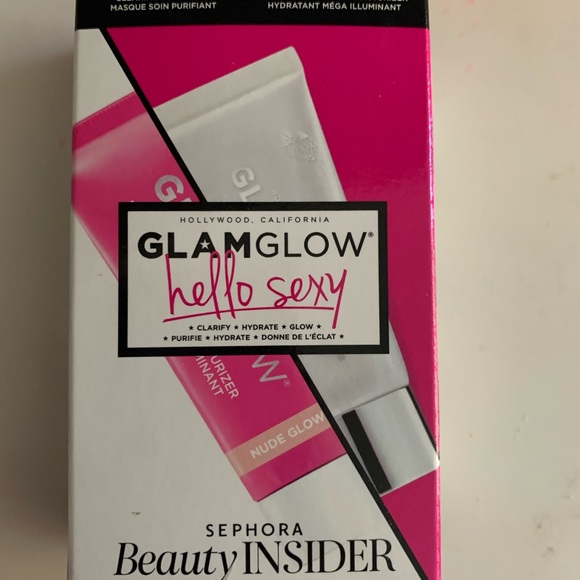 MASQUE SOIN PURIFIANT
HYDRATANT MÉGA ILLUMINANT
HOLLYWOOD, CALIFORNIA
GLAMGLOW®
hello sexy
★ CLARIFY ★ HYDRATE ★ GLOW ★
★ PURIFIE ★ HYDRATE ★ DONNE DE L'ÉCLAT ★
NUDE GLOW
SEPHORA
Beauty INSIDER